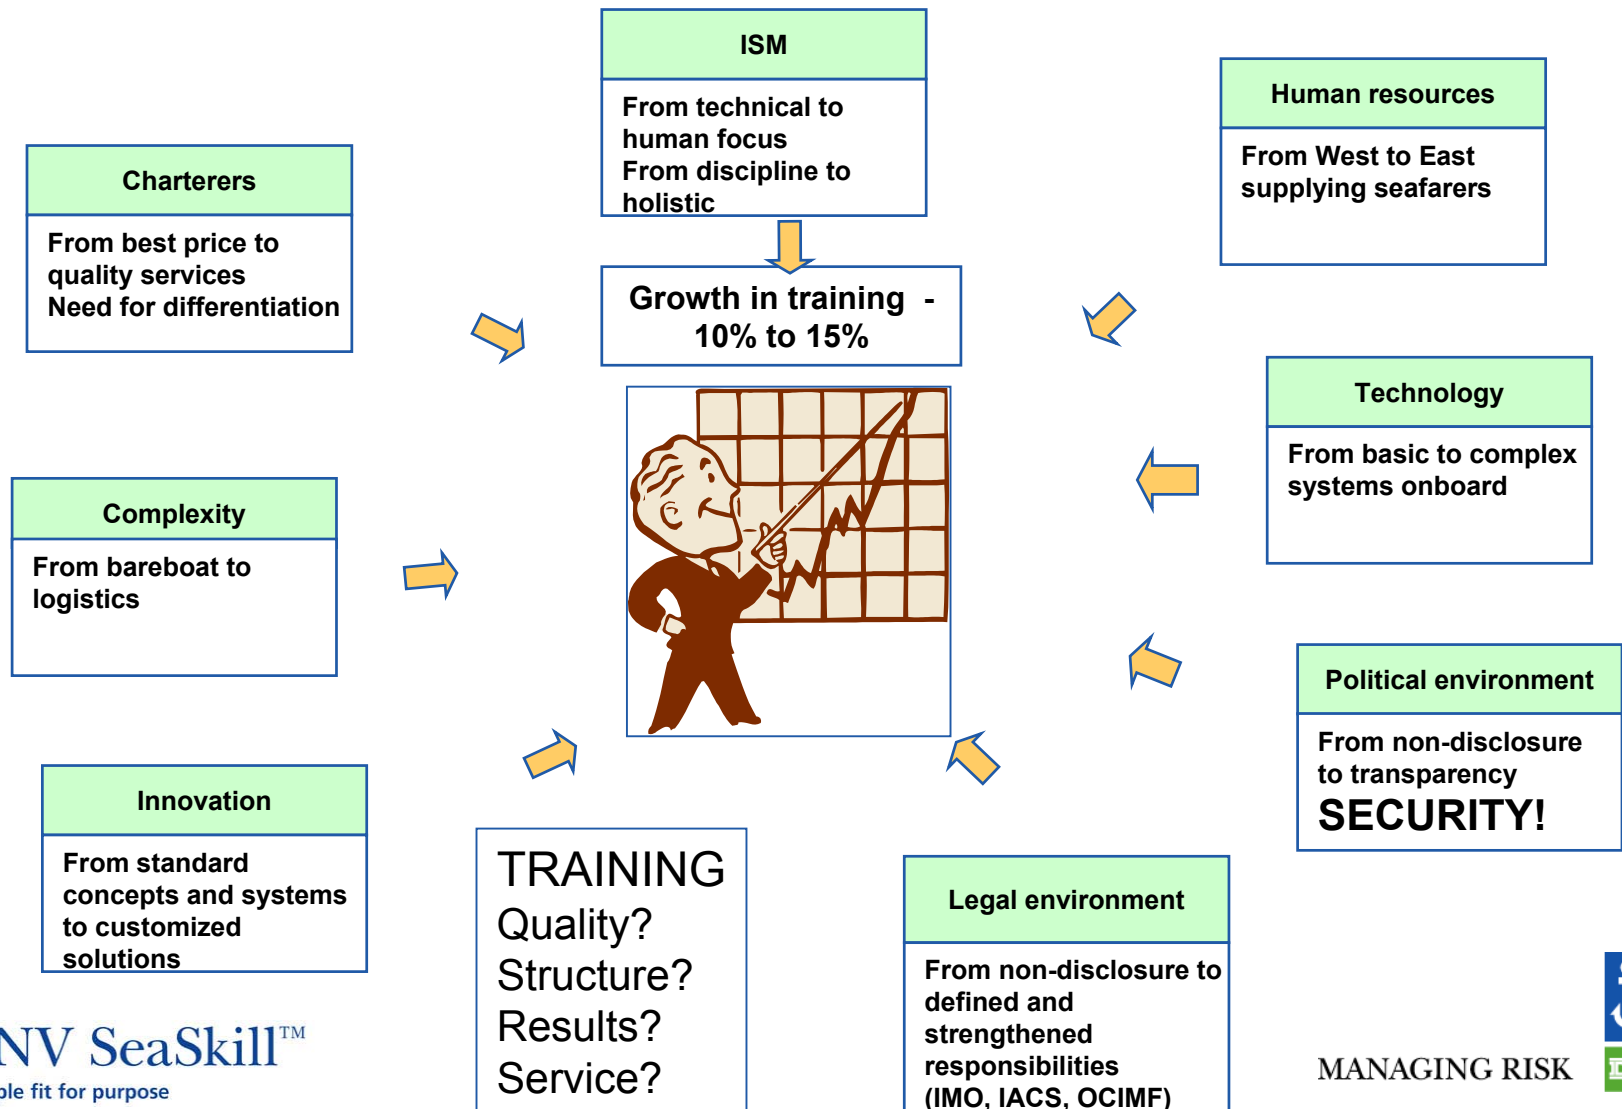 ISM
From technical to
human focus
From discipline to
holistic
Human resources
From West to East
supplying seafarers
Charterers
From best price to
quality services
Need for differentiation
Growth in training -
10% to 15%
Technology
From basic to complex
systems onboard
Complexity
From bareboat to
logistics
Political environment
From non-disclosure
to transparency
SECURITY!
Innovation
From standard
concepts and systems
to customized
solutions
TRAINING
Quality?
Structure?
Results?
Service?
Legal environment
From non-disclosure to
defined and
strengthened
responsibilities
(IMO, IACS, OCIMF)
NV SeaSkill™
ple fit for purpose
MANAGING RISK